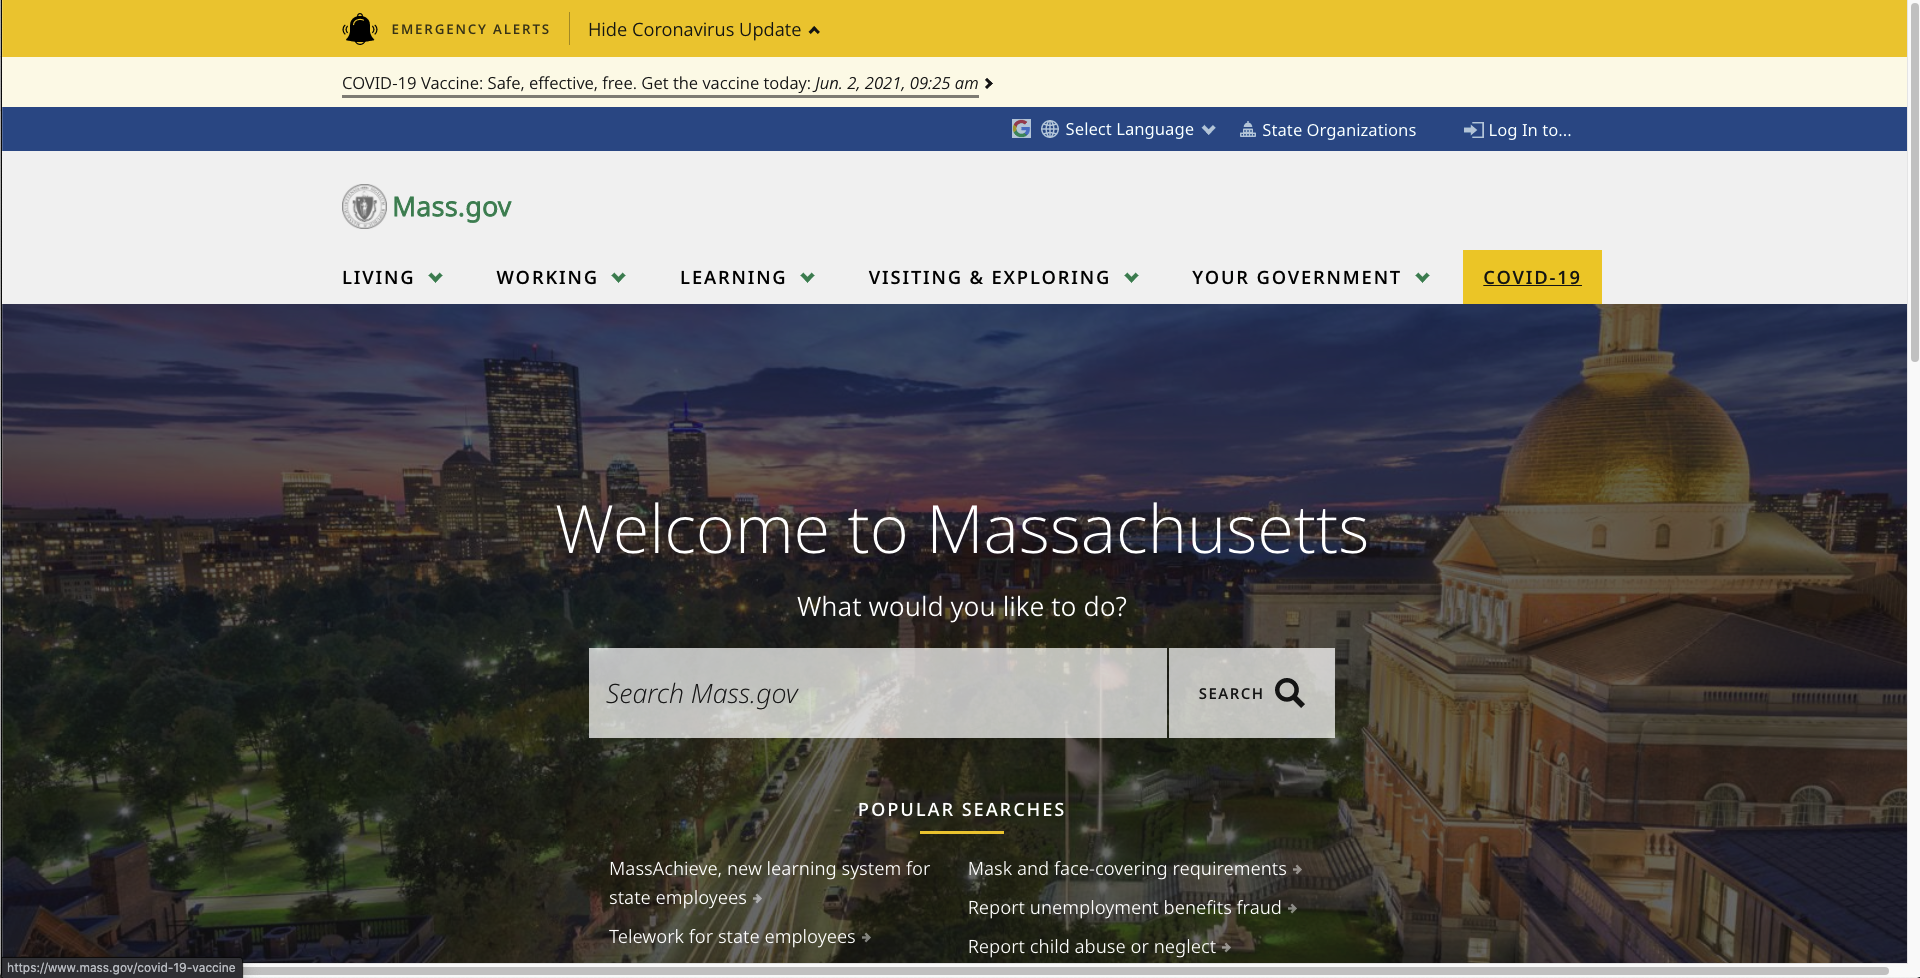 EMERGENCY ALERTS
Hide Coronavirus Update
COVID-19 Vaccine: Safe, effective, free. Get the vaccine today: Jun. 2, 2021, 09:25 am
Select Language
State Organizations
Log In to...
Mass.gov
LIVING
WORKING
LEARNING
VISITING & EXPLORING
YOUR GOVERNMENT
COVID-19
Welcome to Massachusetts
What would you like to do?
Search Mass.gov
SEARCH
POPULAR SEARCHES
MassAchieve, new learning system for
state employees
Telework for state employees
Mask and face-covering requirements
Report unemployment benefits fraud
Report child abuse or neglect
https://www.mass.gov/covid-19-vaccine